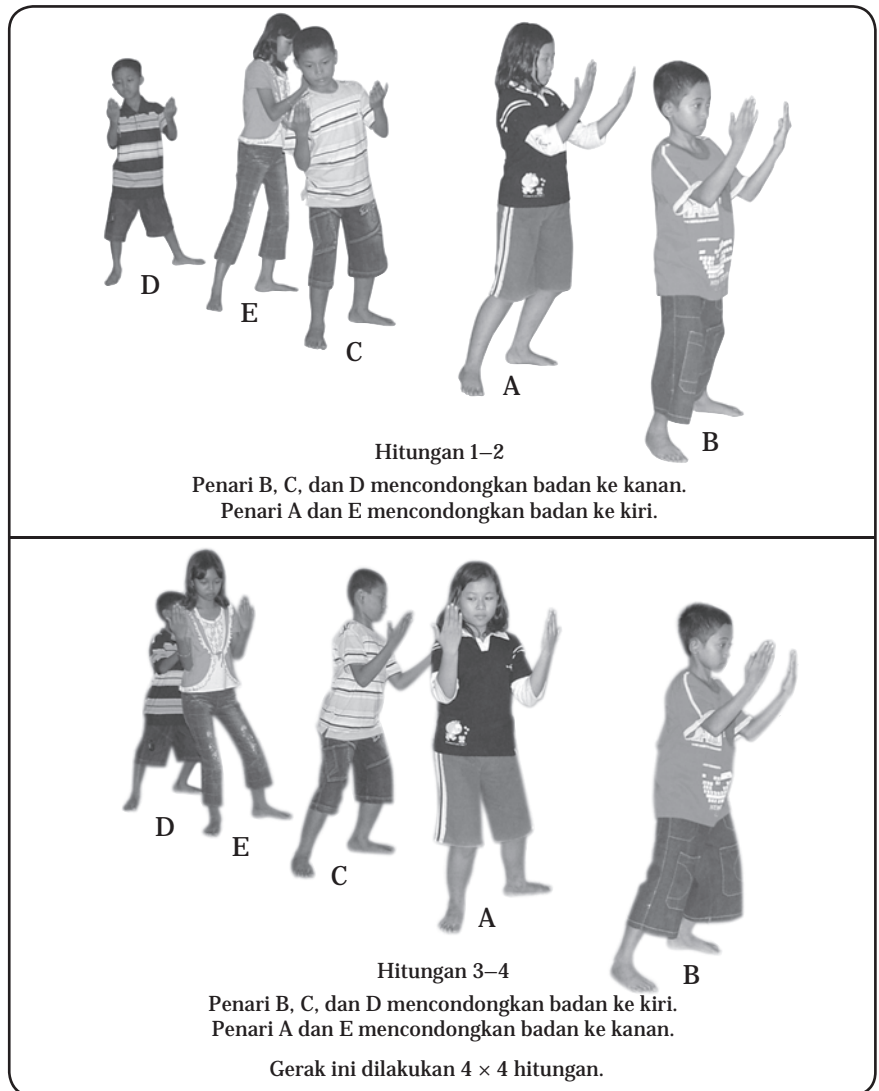 D
E
C
A
B
Hitungan 1–2
Penari B, C, dan D mencondongkan badan ke kanan.
Penari A dan E mencondongkan badan ke kiri.
D
E
C
A
B
Hitungan 3–4
Penari B, C, dan D mencondongkan badan ke kiri.
Penari A dan E mencondongkan badan ke kanan.
Gerak ini dilakukan 4 × 4 hitungan.